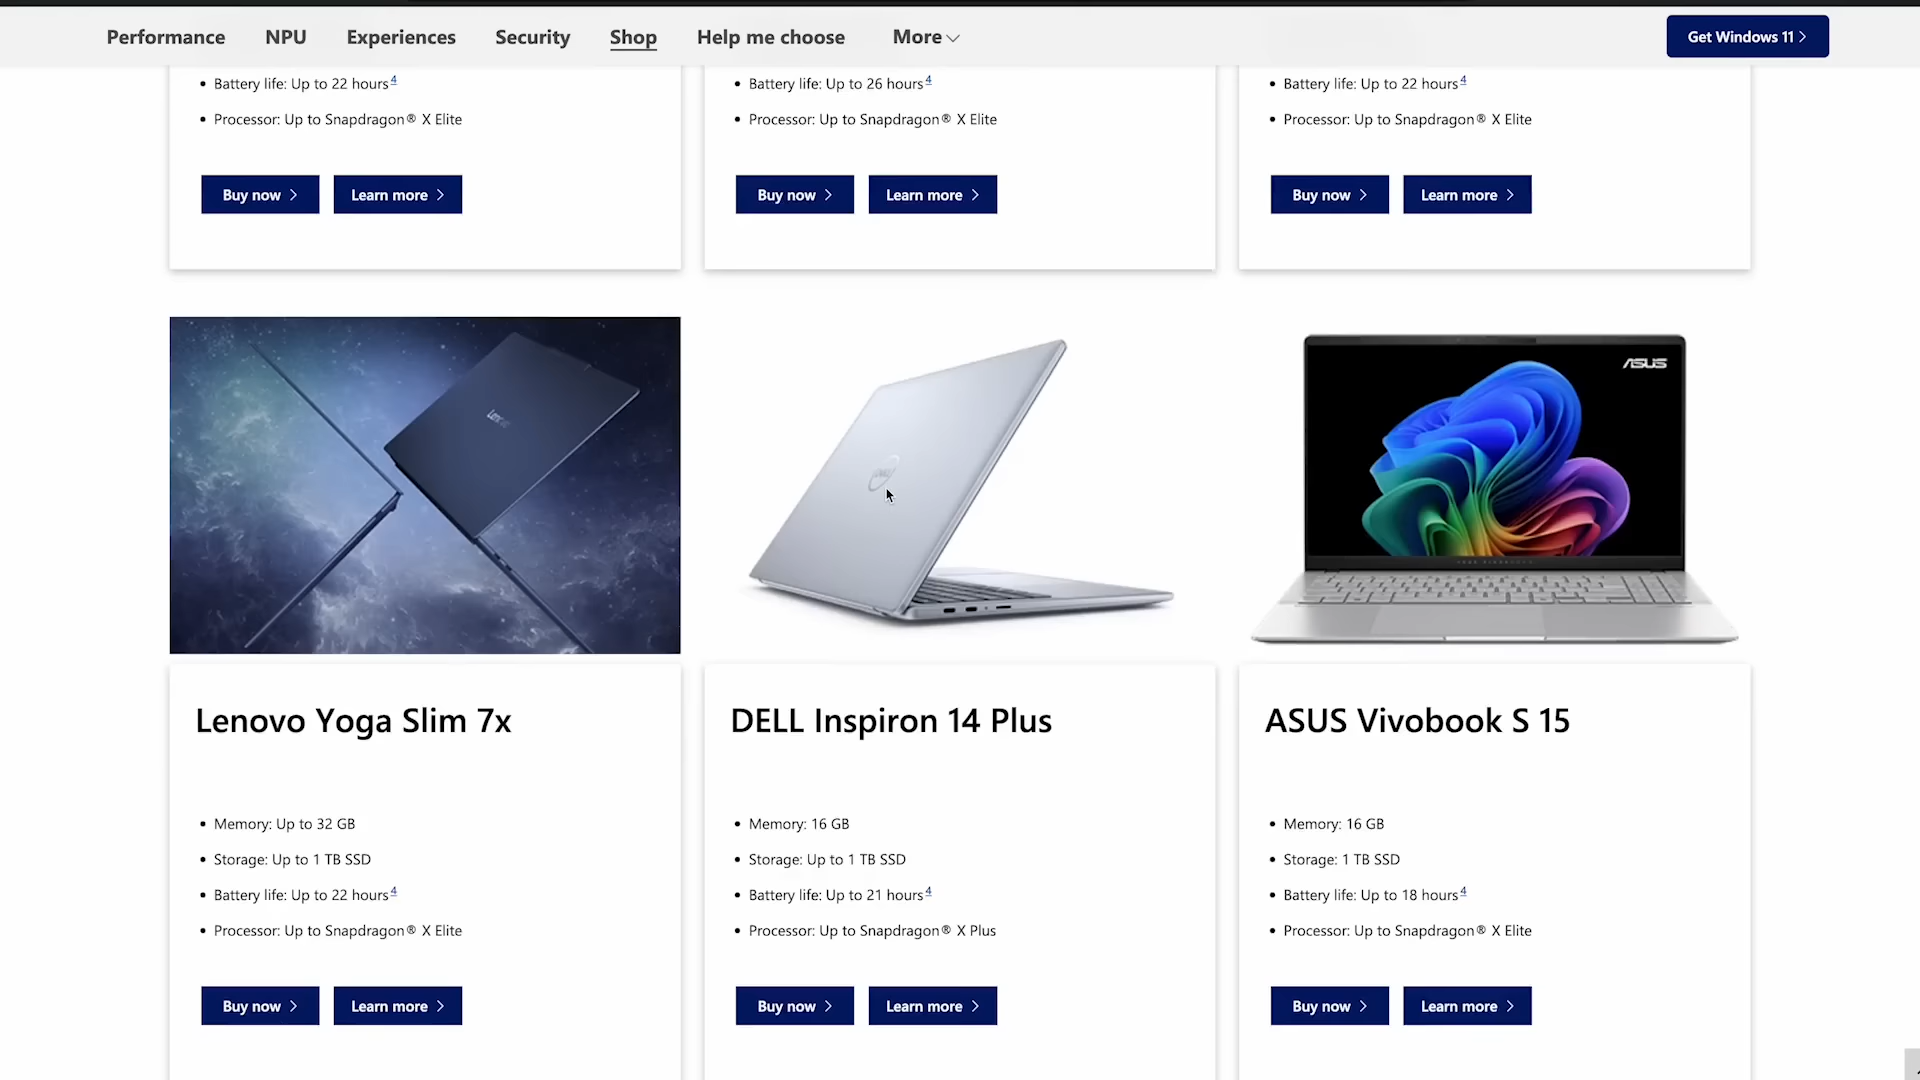 Performance NPU Experiences Security Shop Help me choose More Get Windows 11
Battery life: Up to 22 hours4
Processor: Up to Snapdragon® X Elite
Buy now Learn more
Battery life: Up to 26 hours4
Processor: Up to Snapdragon® X Elite
Buy now Learn more
Battery life: Up to 22 hours4
Processor: Up to Snapdragon® X Elite
Buy now Learn more
Lenovo
DELL
ASUS
Lenovo Yoga Slim 7x
Memory: Up to 32 GB
Storage: Up to 1 TB SSD
Battery life: Up to 22 hours4
Processor: Up to Snapdragon® X Elite
Buy now Learn more
DELL Inspiron 14 Plus
Memory: 16 GB
Storage: Up to 1 TB SSD
Battery life: Up to 21 hours4
Processor: Up to Snapdragon® X Plus
Buy now Learn more
ASUS Vivobook S 15
Memory: 16 GB
Storage: 1 TB SSD
Battery life: Up to 18 hours4
Processor: Up to Snapdragon® X Elite
Buy now Learn more